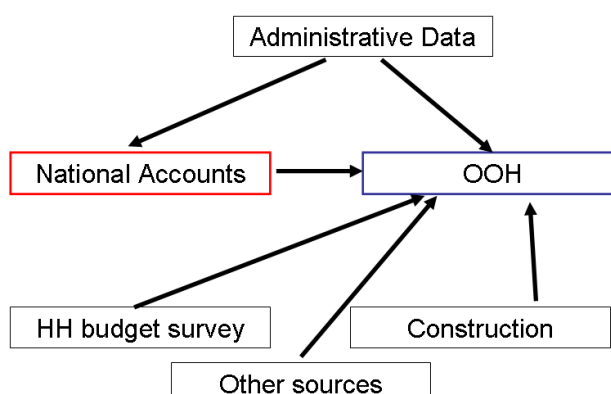 Administrative Data
National Accounts
OOH
HH budget survey
Construction
Other sources